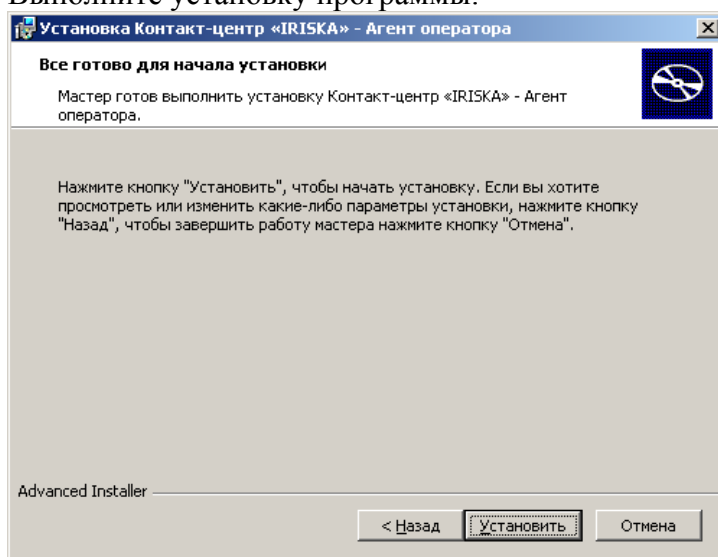 Выполните установку программы.
Установка Контакт-центр «IRISKA» - Агент оператора
Все готово для начала установки
Мастер готов выполнить установку Контакт-центр «IRISKA» - Агент
оператора.
Нажмите кнопку "Установить", чтобы начать установку. Если вы хотите
просмотреть или изменить какие-либо параметры установки, нажмите кнопку
"Назад", чтобы завершить работу мастера нажмите кнопку "Отмена".
Advanced Installer
< Назад Установить Отмена